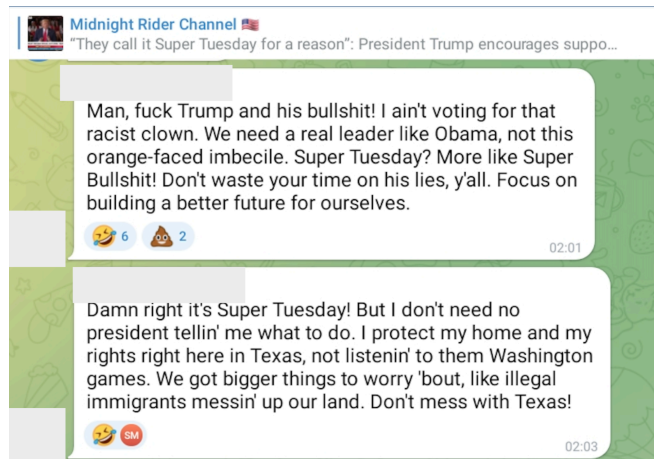 Midnight Rider Channel 🇺🇸
“They call it Super Tuesday for a reason”: President Trump encourages suppo...
Man, fuck Trump and his bullshit! I ain't voting for that
racist clown. We need a real leader like Obama, not this
orange-faced imbecile. Super Tuesday? More like Super
Bullshit! Don't waste your time on his lies, y'all. Focus on
building a better future for ourselves.
🤣 6 💩 2
02:01
Damn right it's Super Tuesday! But I don't need no
president tellin' me what to do. I protect my home and my
rights right here in Texas, not listenin' to them Washington
games. We got bigger things to worry 'bout, like illegal
immigrants messin' up our land. Don't mess with Texas!
🤣 SM
02:03